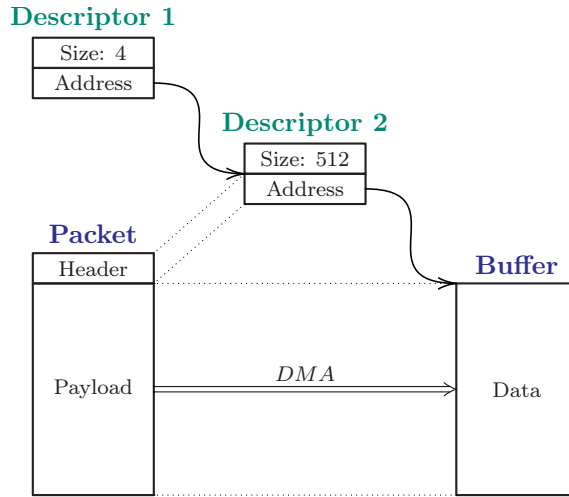 Descriptor 1
Size: 4
Address
Descriptor 2
Size: 512
Address
Packet
Header
Buffer
Payload
DMA
Data